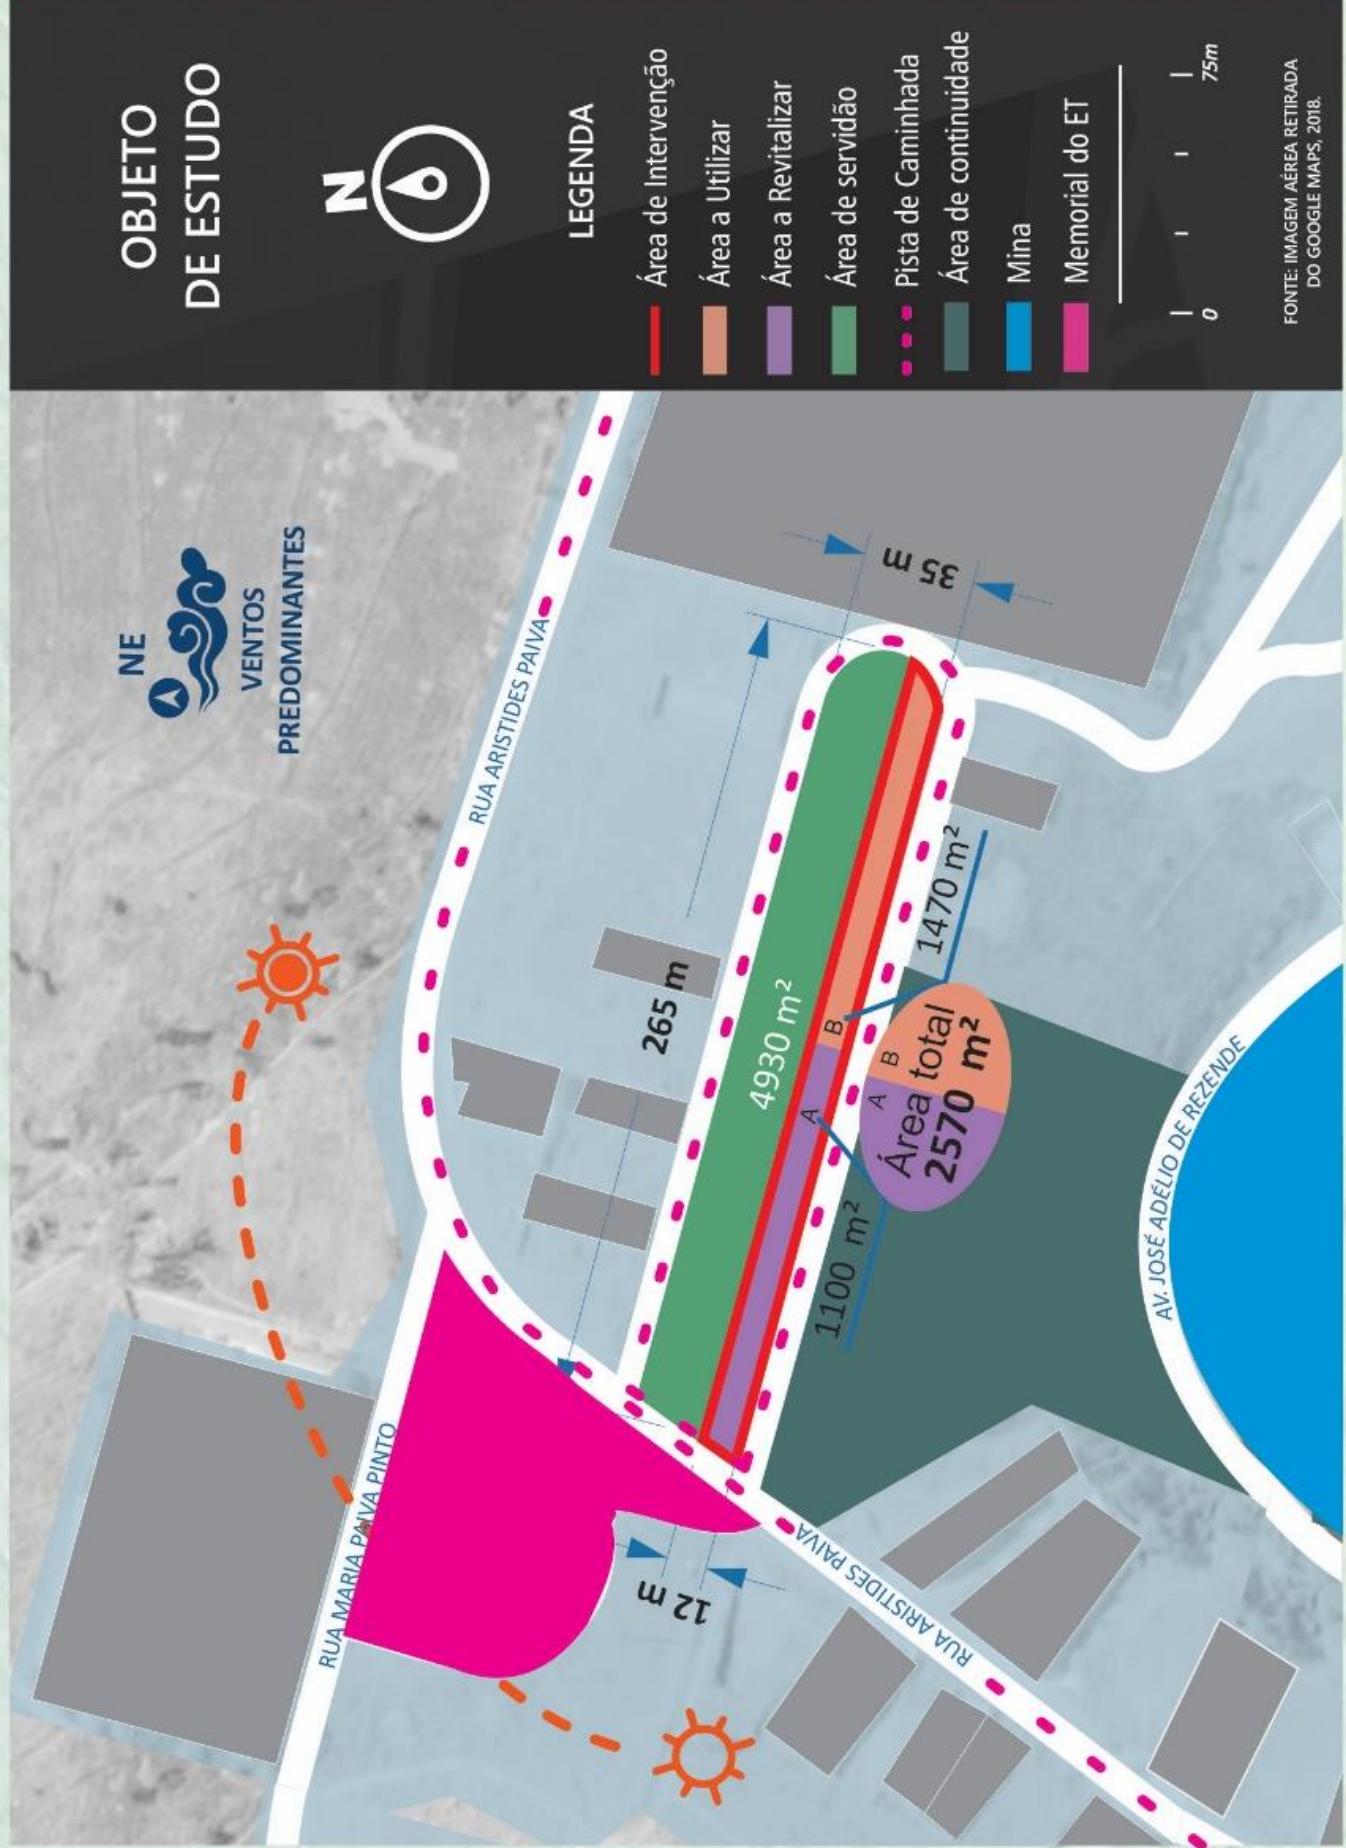 OBJETO
DE ESTUDO
N
LEGENDA
Área de Intervenção
Área a Utilizar
Área a Revitalizar
Área de servidão
Pista de Caminhada
Área de continuidade
Mina
Memorial do ET
0
75m
FONTE: IMAGEM AÉREA RETIRADA
DO GOOGLE MAPS, 2018.
NE
VENTOS
PREDOMINANTES
RUA ARISTIDES PAIVA
RUA MARIA PAIVA PINTO
265 m
35 m
4930 m²
B
A
1470 m²
A B
Área total
2570 m²
1100 m²
12 m
RUA ARISTIDES PAIVA
AV. JOSÉ ADÉLIO DE REZENDE